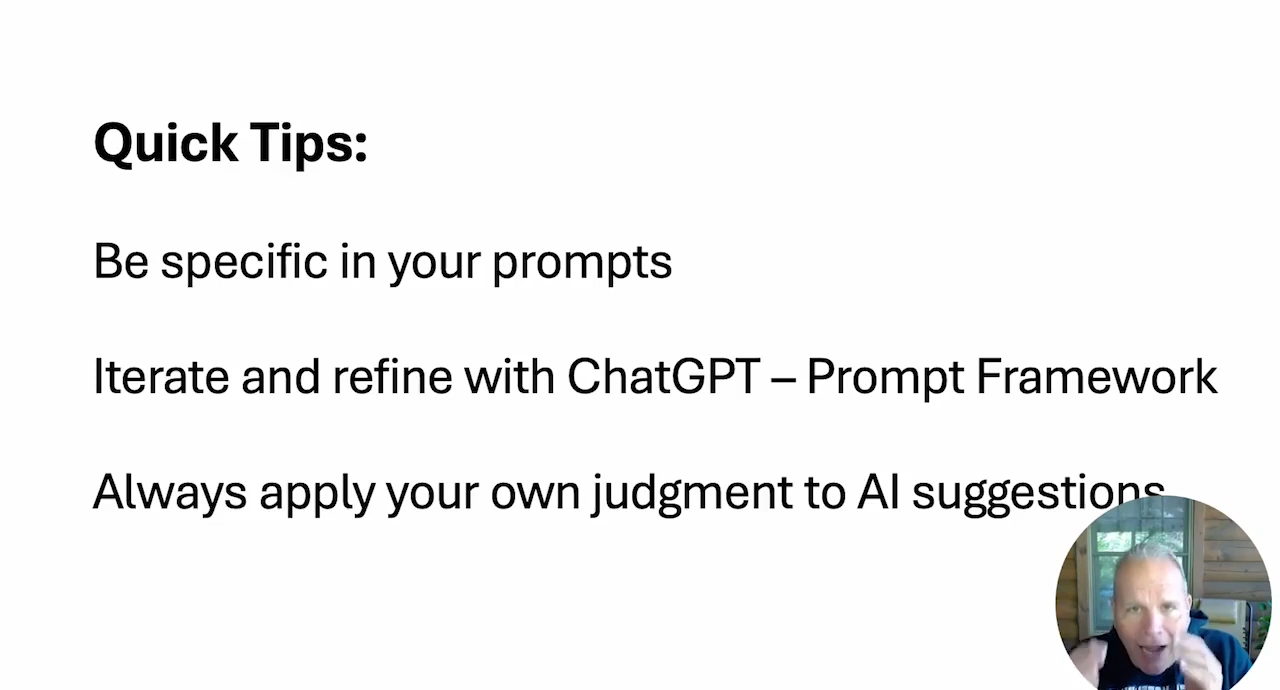 Quick Tips:
Be specific in your prompts
Iterate and refine with ChatGPT – Prompt Framework
Always apply your own judgment to AI suggestions